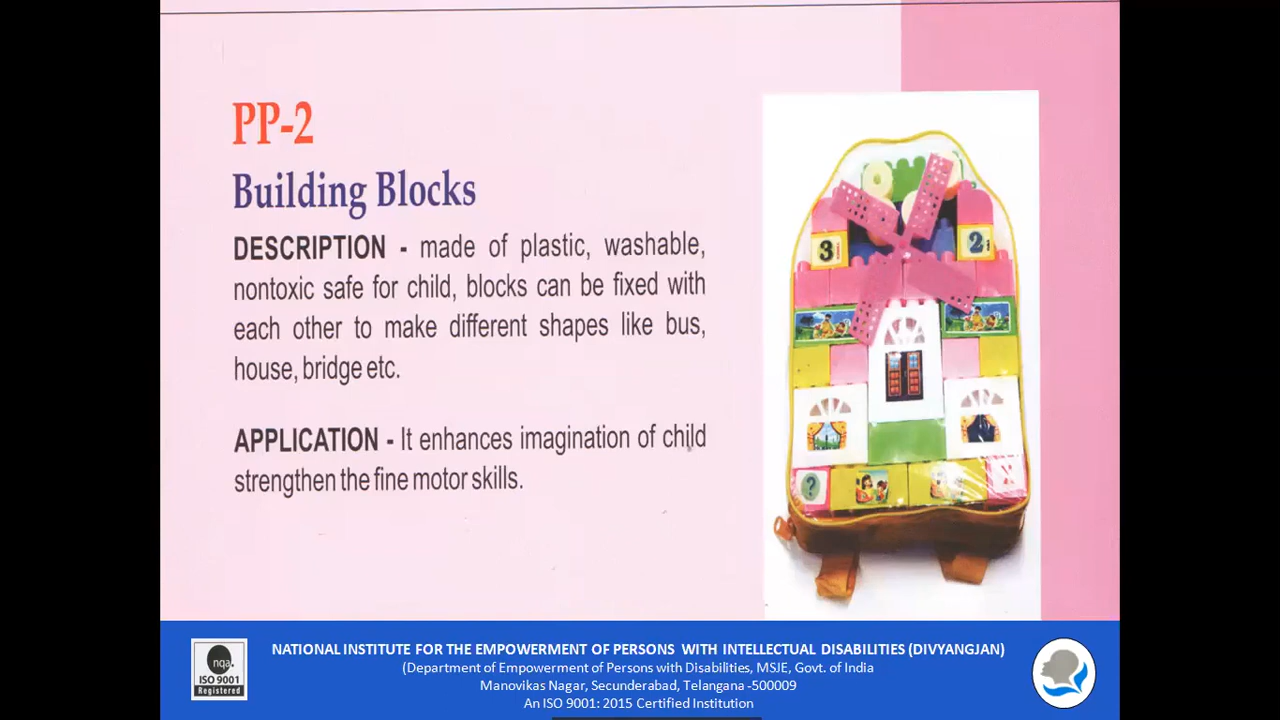 PP-2
Building Blocks
DESCRIPTION - made of plastic, washable,
nontoxic safe for child, blocks can be fixed with
each other to make different shapes like bus,
house, bridge etc.
APPLICATION - It enhances imagination of child
strengthen the fine motor skills.
3
2
?
nqa.
ISO 9001
Registered
NATIONAL INSTITUTE FOR THE EMPOWERMENT OF PERSONS WITH INTELLECTUAL DISABILITIES (DIVYANGJAN)
(Department of Empowerment of Persons with Disabilities, MSJE, Govt. of India
Manovikas Nagar, Secunderabad, Telangana -500009
An ISO 9001: 2015 Certified Institution